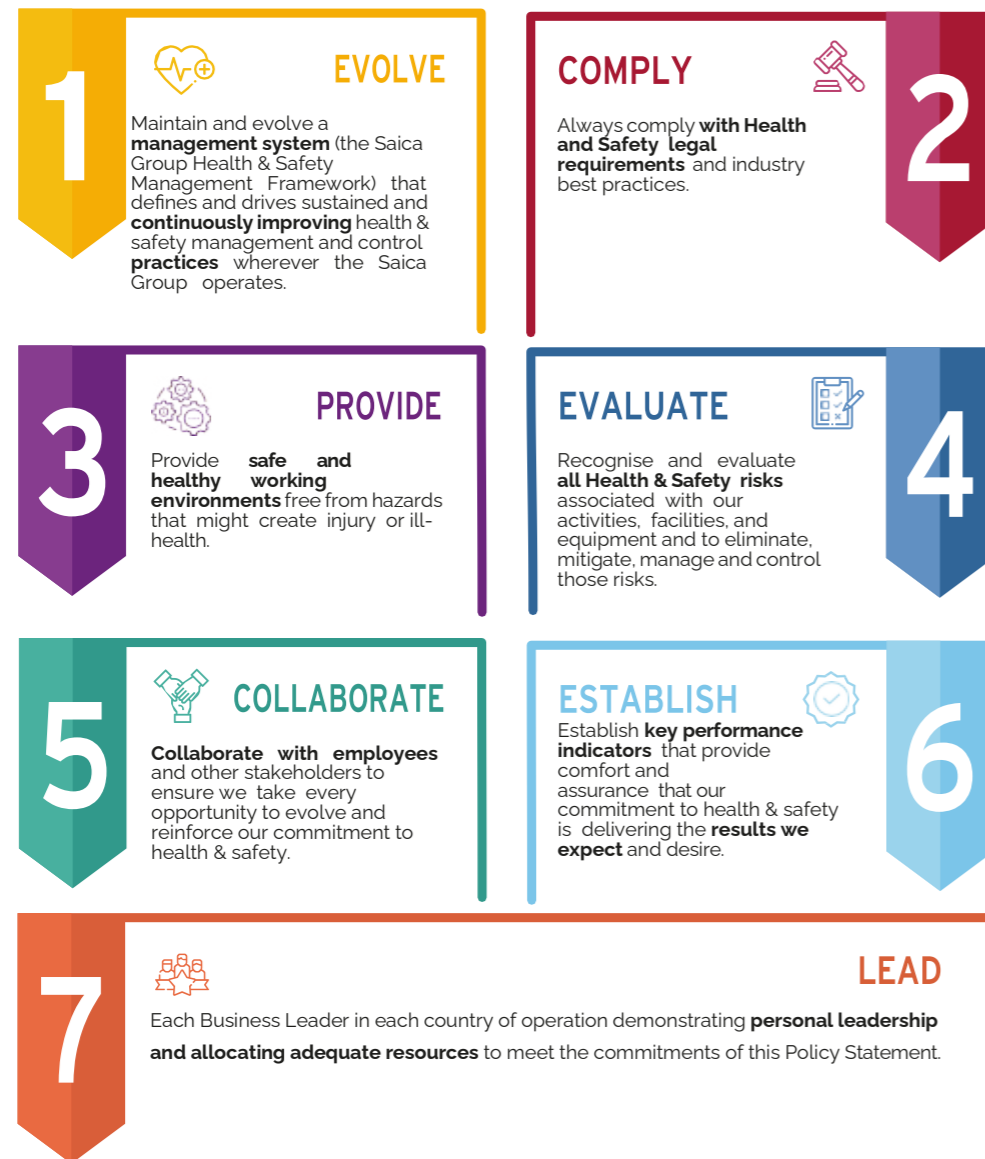 1
EVOLVE
Maintain and evolve a
management system (the Saica
Group Health & Safety
Management Framework) that
defines and drives sustained and
continuously improving health &
safety management and control
practices wherever the Saica
Group operates.
COMPLY
2
Always comply with Health
and Safety legal
requirements and industry
best practices.
3
PROVIDE
Provide safe and
healthy working
environments free from hazards
that might create injury or ill-
health.
EVALUATE
4
Recognise and evaluate
all Health & Safety risks
associated with our
activities, facilities, and
equipment and to eliminate,
mitigate, manage and control
those risks.
5
COLLABORATE
Collaborate with employees
and other stakeholders to
ensure we take every
opportunity to evolve and
reinforce our commitment to
health & safety.
ESTABLISH
6
Establish key performance
indicators that provide
comfort and
assurance that our
commitment to health & safety
is delivering the results we
expect and desire.
7
LEAD
Each Business Leader in each country of operation demonstrating personal leadership
and allocating adequate resources to meet the commitments of this Policy Statement.